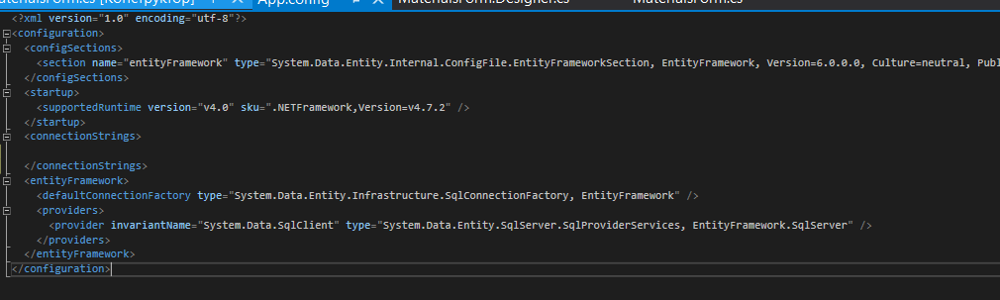 MaterialsForm.cs [Конструктор]    App.config    MaterialsForm.Designer.cs    MaterialsForm.cs
<?xml version="1.0" encoding="utf-8"?>
<configuration>
<configSections>
<section name="entityFramework" type="System.Data.Entity.Internal.ConfigFile.EntityFrameworkSection, EntityFramework, Version=6.0.0.0, Culture=neutral, Publ
</configSections>
<startup>
<supportedRuntime version="v4.0" sku=".NETFramework,Version=v4.7.2" />
</startup>
<connectionStrings>
</connectionStrings>
<entityFramework>
<defaultConnectionFactory type="System.Data.Entity.Infrastructure.SqlConnectionFactory, EntityFramework" />
<providers>
<provider invariantName="System.Data.SqlClient" type="System.Data.Entity.SqlServer.SqlProviderServices, EntityFramework.SqlServer" />
</providers>
</entityFramework>
</configuration>